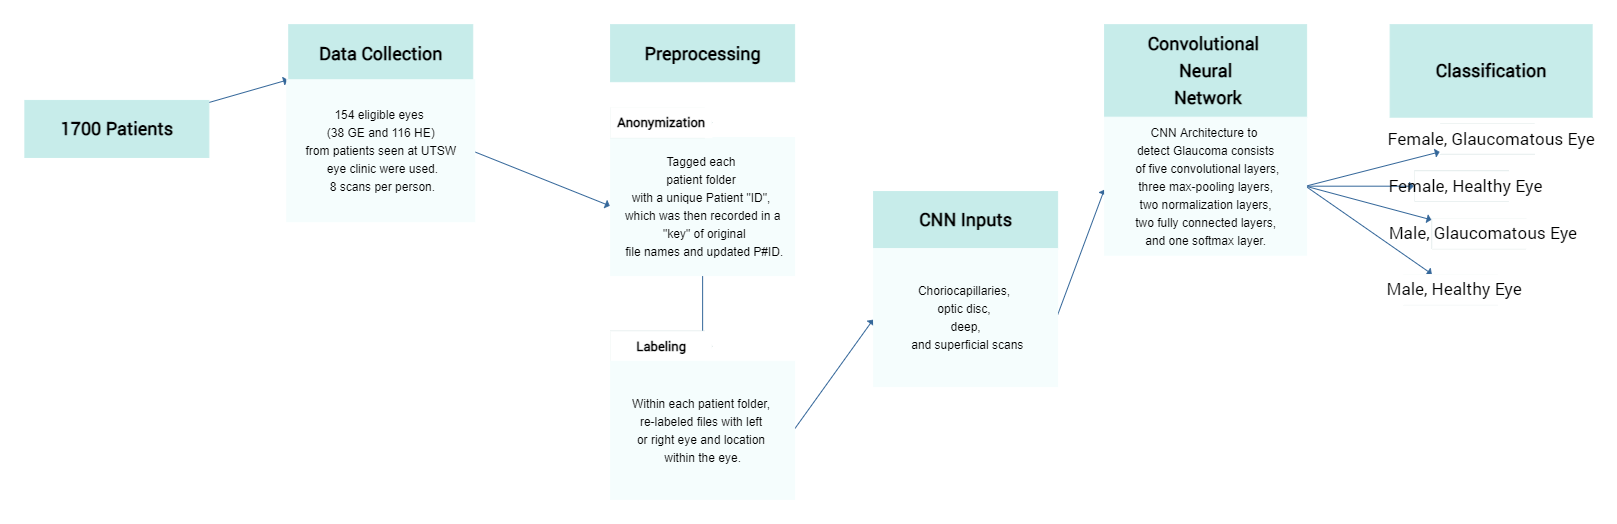 1700 Patients
Data Collection
154 eligible eyes
(38 GE and 116 HE)
from patients seen at UTSW
eye clinic were used.
8 scans per person.
Preprocessing
Anonymization
Tagged each
patient folder
with a unique Patient "ID",
which was then recorded in a
"key" of original
file names and updated P#ID.
Labeling
Within each patient folder,
re-labeled files with left
or right eye and location
within the eye.
CNN Inputs
Choriocapillaries,
optic disc,
deep,
and superficial scans
Convolutional
Neural
Network
CNN Architecture to
detect Glaucoma consists
of five convolutional layers,
three max-pooling layers,
two normalization layers,
two fully connected layers,
and one softmax layer.
Classification
Female, Glaucomatous Eye
Female, Healthy Eye
Male, Glaucomatous Eye
Male, Healthy Eye